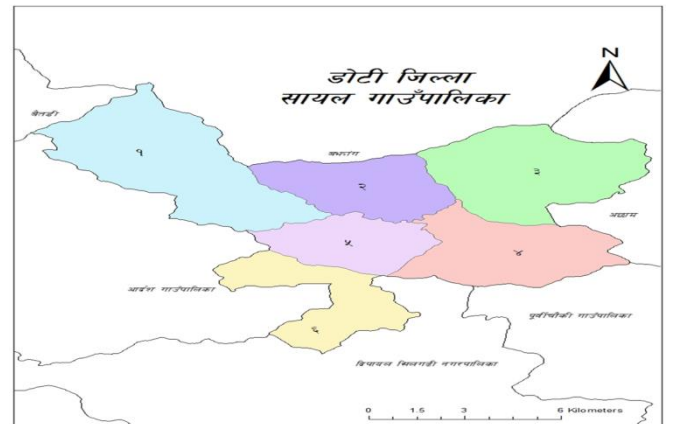 डोटी जिल्ला
सायल गाउँपालिका
N
बैतडी
बझांग
१
२
३
अछाम
५
४
आदर्श गाउँपालिका
६
पूर्वीचौकी गाउँपालिका
डिपायल सिलगढी नगरपालिका
0 1.5 3 6 Kilometers